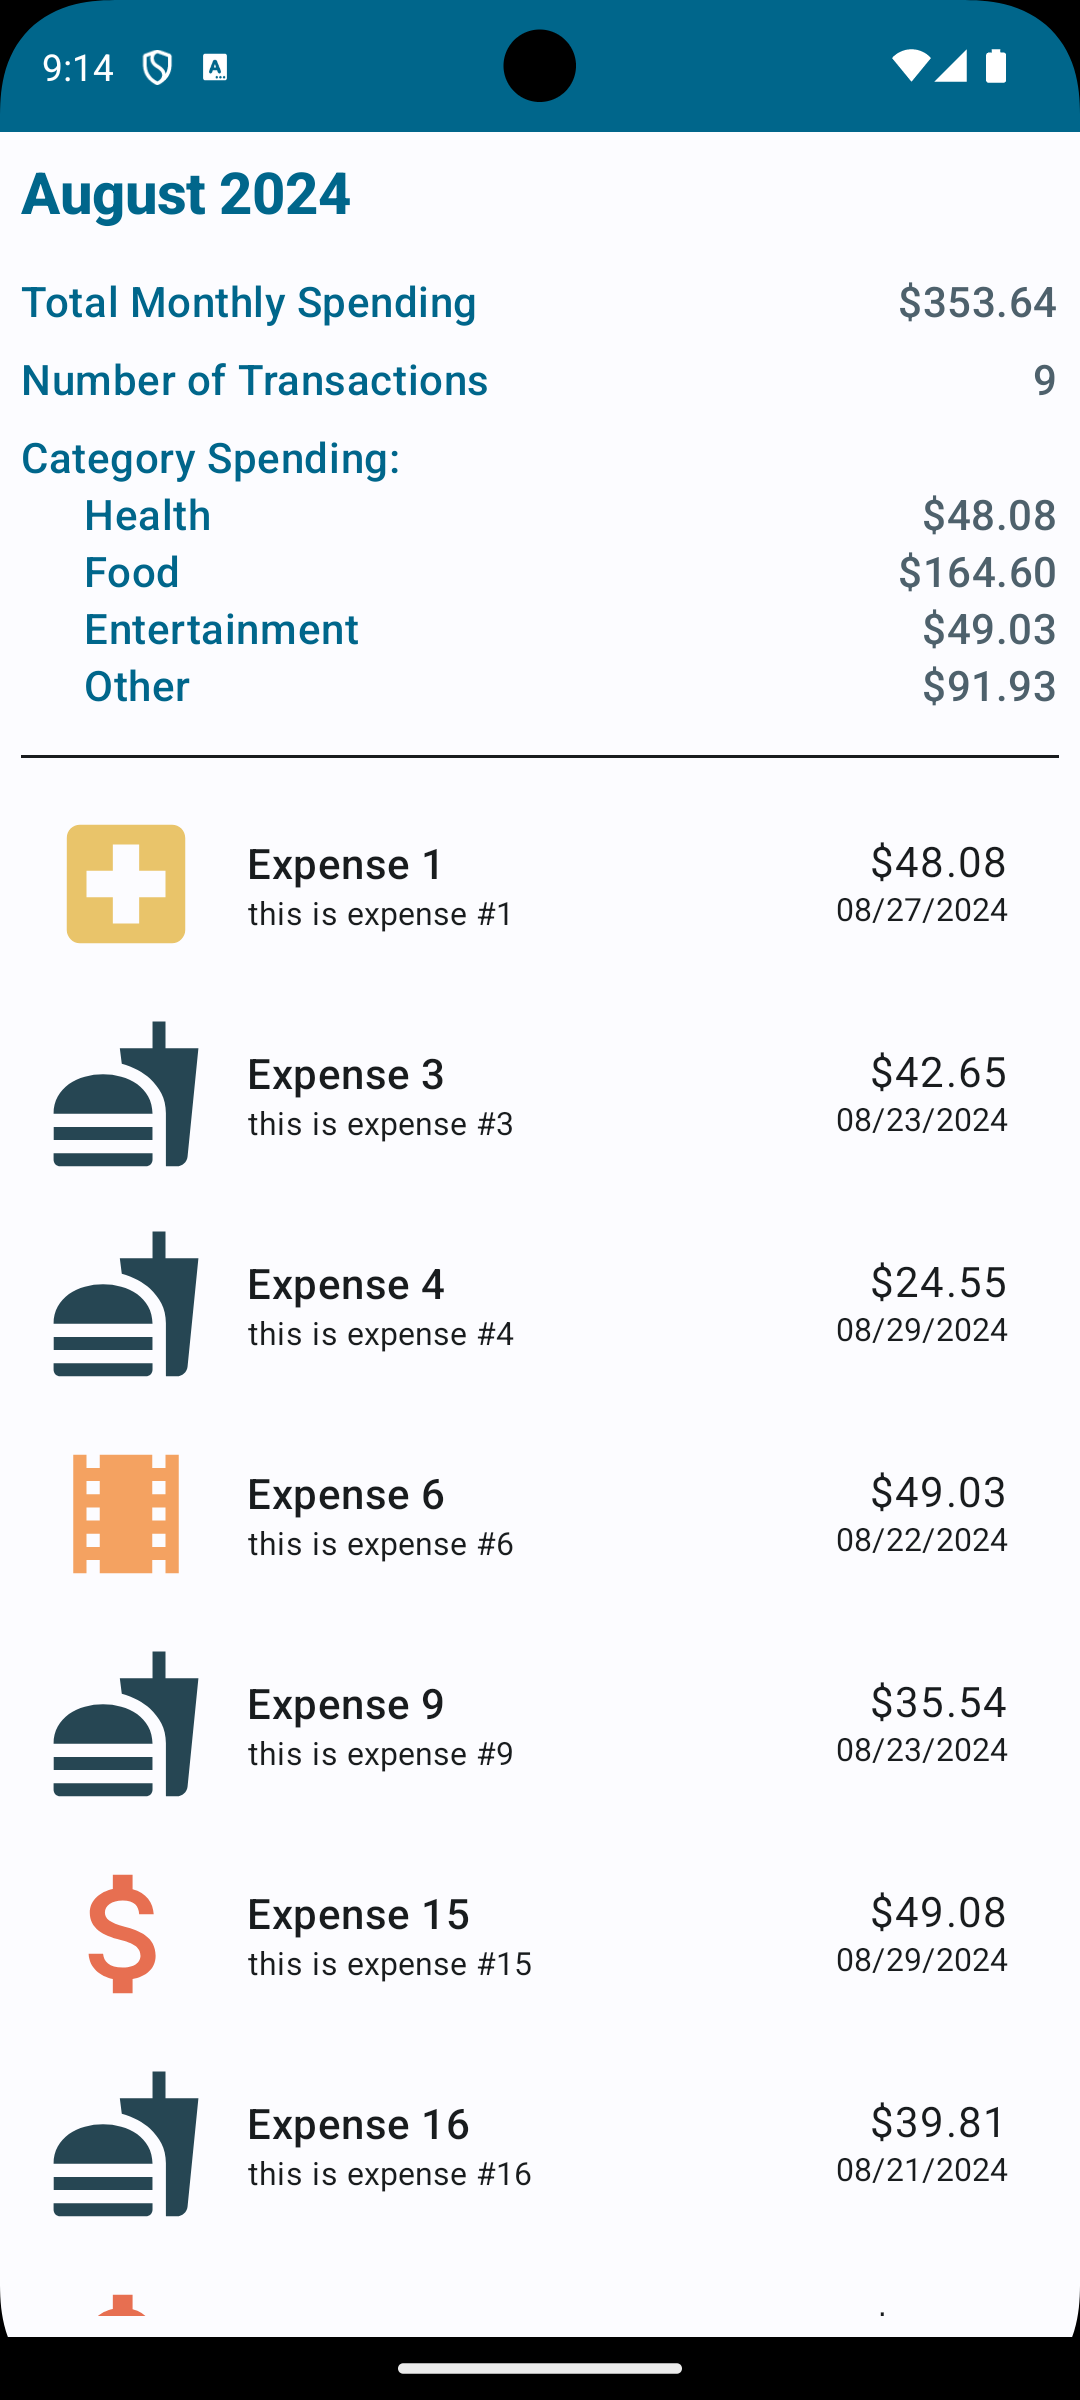 9:14
August 2024
Total Monthly Spending $353.64
Number of Transactions 9
Category Spending:
Health $48.08
Food $164.60
Entertainment $49.03
Other $91.93
Expense 1 $48.08
this is expense #1 08/27/2024
Expense 3 $42.65
this is expense #3 08/23/2024
Expense 4 $24.55
this is expense #4 08/29/2024
Expense 6 $49.03
this is expense #6 08/22/2024
Expense 9 $35.54
this is expense #9 08/23/2024
Expense 15 $49.08
this is expense #15 08/29/2024
Expense 16 $39.81
this is expense #16 08/21/2024